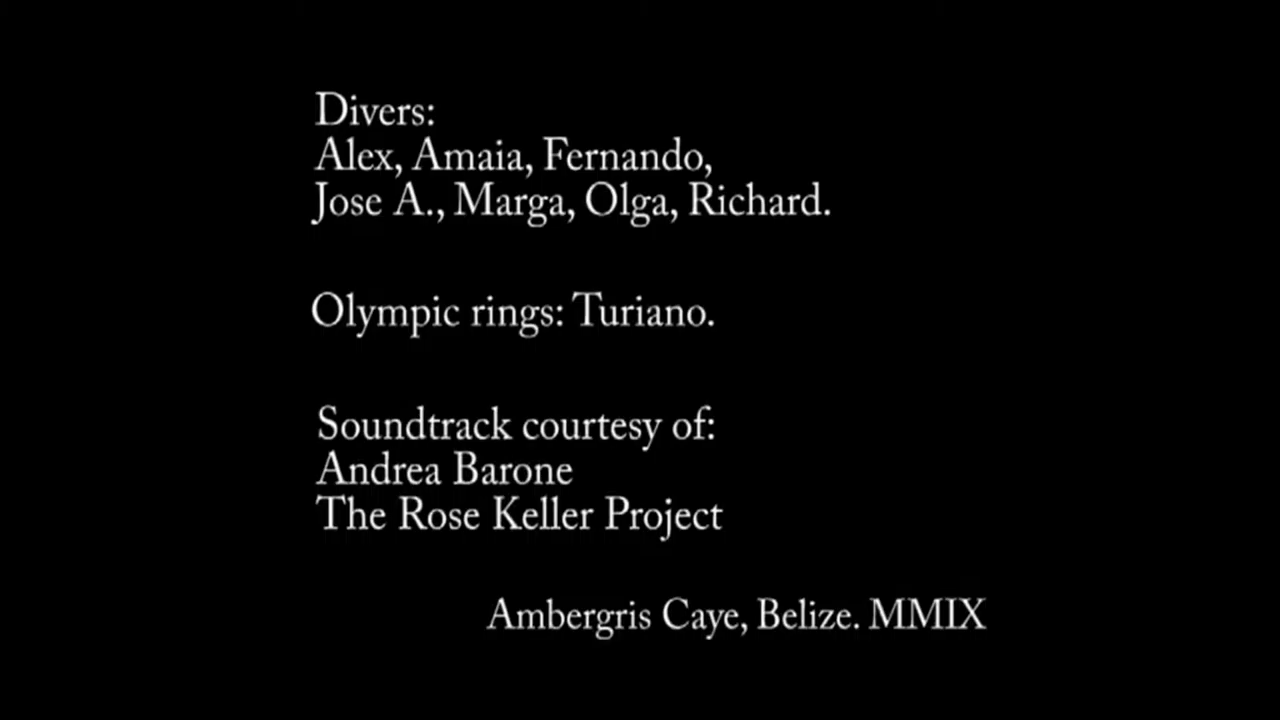 Divers:
Alex, Amaia, Fernando,
Jose A., Marga, Olga, Richard.
Olympic rings: Turiano.
Soundtrack courtesy of:
Andrea Barone
The Rose Keller Project
Ambergris Caye, Belize. MMIX